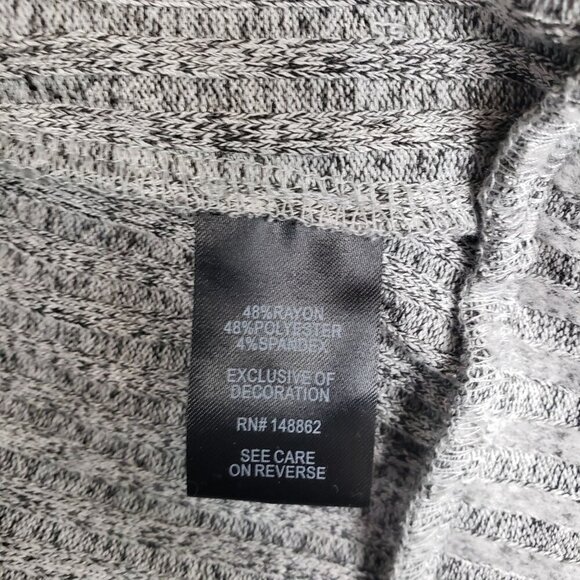 48%RAYON
48%POLYESTER
4%SPANDEX
EXCLUSIVE OF
DECORATION
RN# 148862
SEE CARE
ON REVERSE